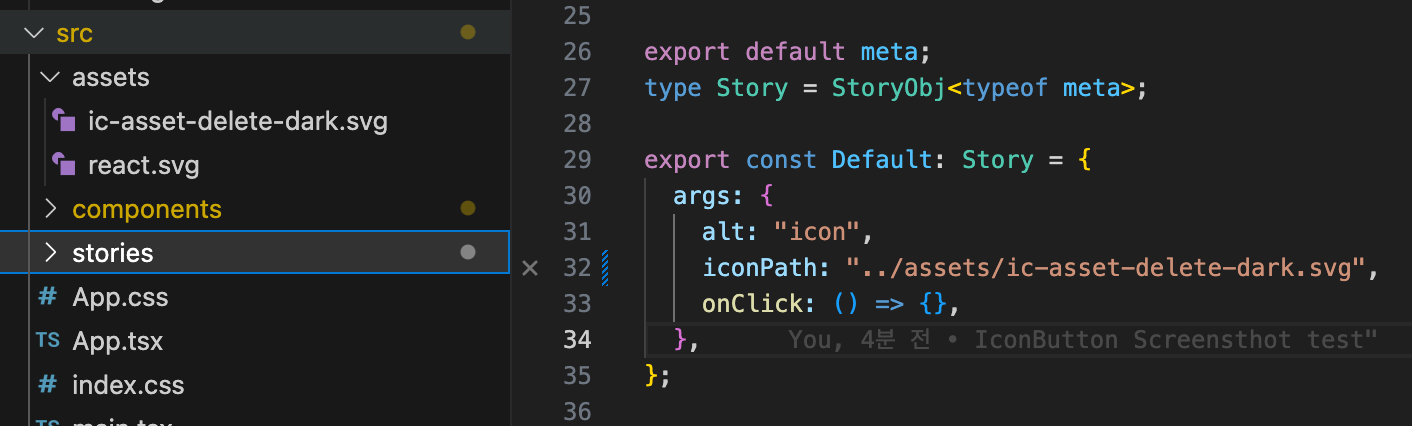 src
assets
ic-asset-delete-dark.svg
react.svg
components
stories
# App.css
TS App.tsx
# index.css
25
26 export default meta;
27 type Story = StoryObj<typeof meta>;
28
29 export const Default: Story = {
30 args: {
31 alt: "icon",
32 iconPath: "../assets/ic-asset-delete-dark.svg",
33 onClick: () => {},
34 }, You, 4분 전 • IconButton Screensthot test"
35 };
36